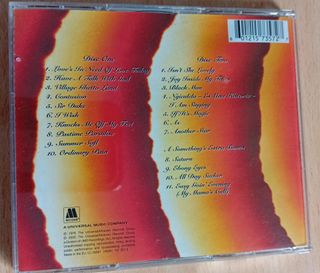 01215 73572
Disc One
1. Love's In Need Of Love Today
2. Have A Talk With God
3. Village Ghetto Land
4. Contusion
5. Sir Duke
6. I Wish
7. Knocks Me Off My Feet
8. Pastime Paradise
9. Summer Soft
10. Ordinary Pain
Disc Two
1. Isn't She Lovely
2. Joy Inside My Tears
3. Black Man
4. Ngiculela - Es Una Historia -
I Am Singing
5. If It's Magic
6. As
7. Another Star
A Something's Extra Bonus
8. Saturn
9. Ebony Eyes
10. All Day Sucker
11. Easy Goin' Evening
(My Mama's Call)
MOTOWN
A UNIVERSAL MUSIC COMPANY